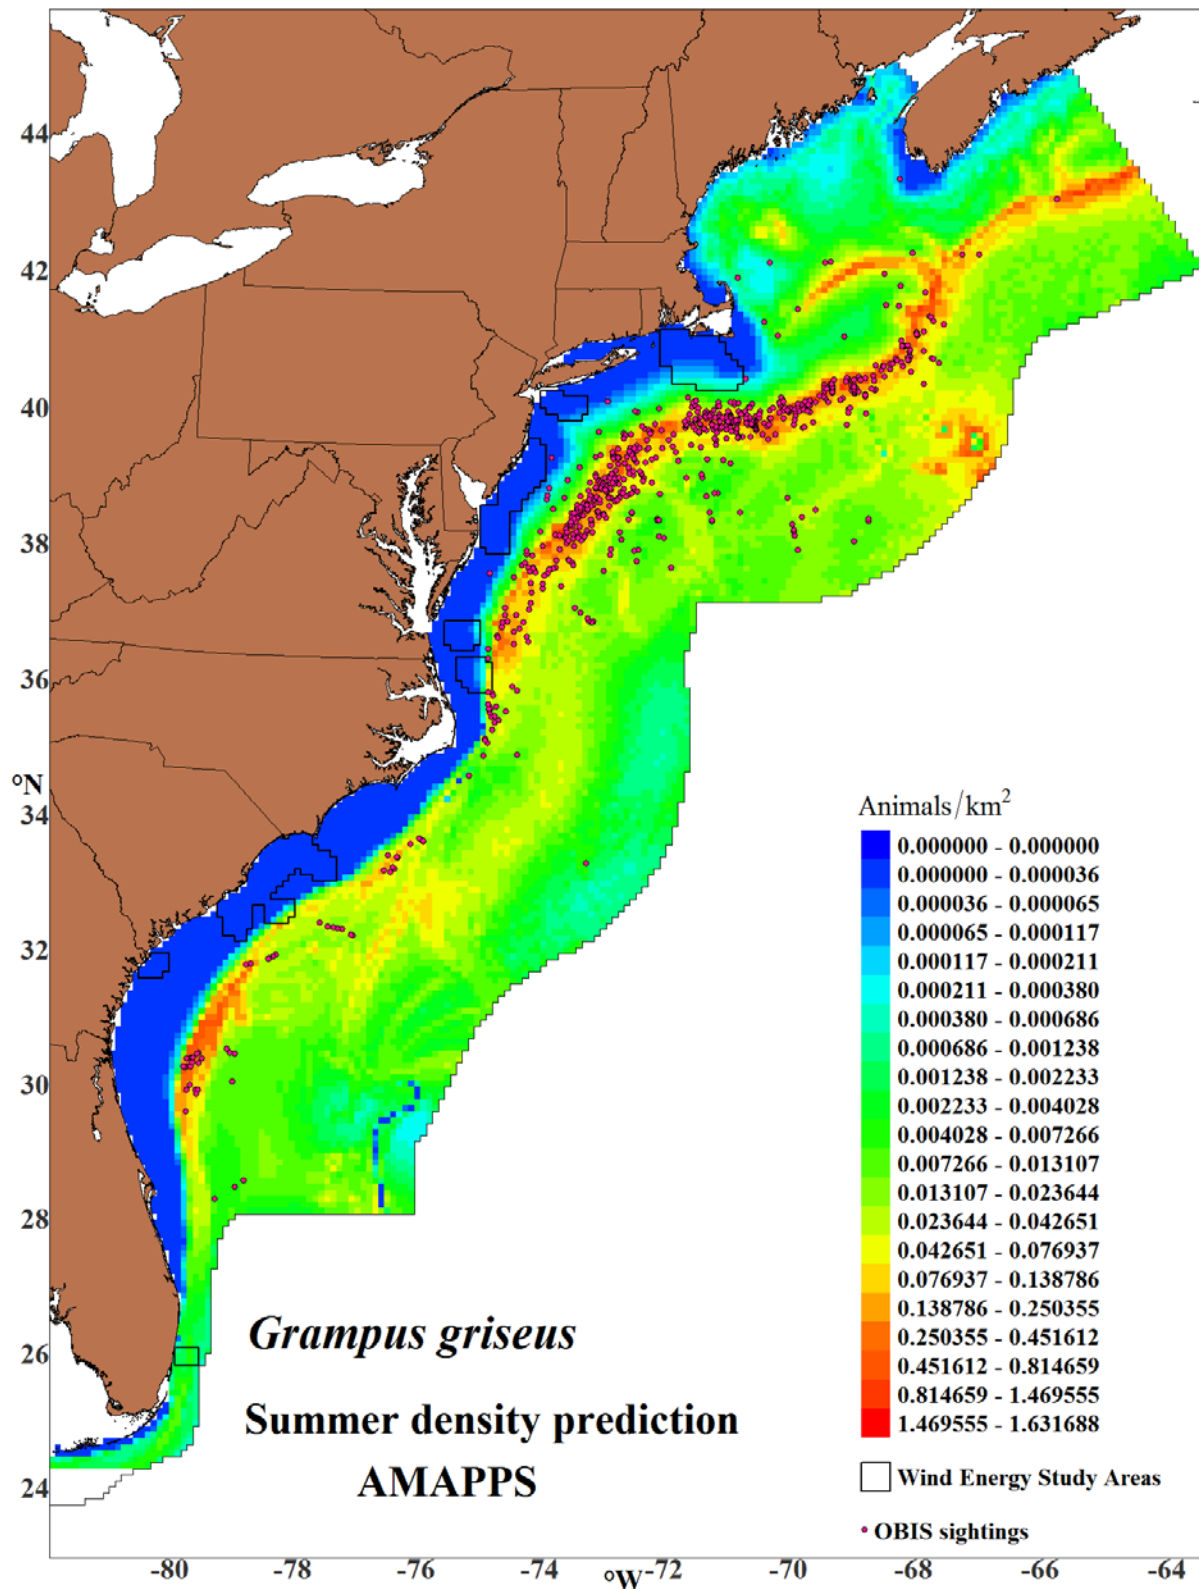 44
42
40
38
36
°N
34
32
30
28
26
24
Animals/km²
0.000000 - 0.000000
0.000000 - 0.000036
0.000036 - 0.000065
0.000065 - 0.000117
0.000117 - 0.000211
0.000211 - 0.000380
0.000380 - 0.000686
0.000686 - 0.001238
0.001238 - 0.002233
0.002233 - 0.004028
0.004028 - 0.007266
0.007266 - 0.013107
0.013107 - 0.023644
0.023644 - 0.042651
0.042651 - 0.076937
0.076937 - 0.138786
0.138786 - 0.250355
0.250355 - 0.451612
0.451612 - 0.814659
0.814659 - 1.469555
1.469555 - 1.631688
Wind Energy Study Areas
OBIS sightings
Grampus griseus
Summer density prediction
AMAPPS
-80 -78 -76 -74 °W -72 -70 -68 -66 -64